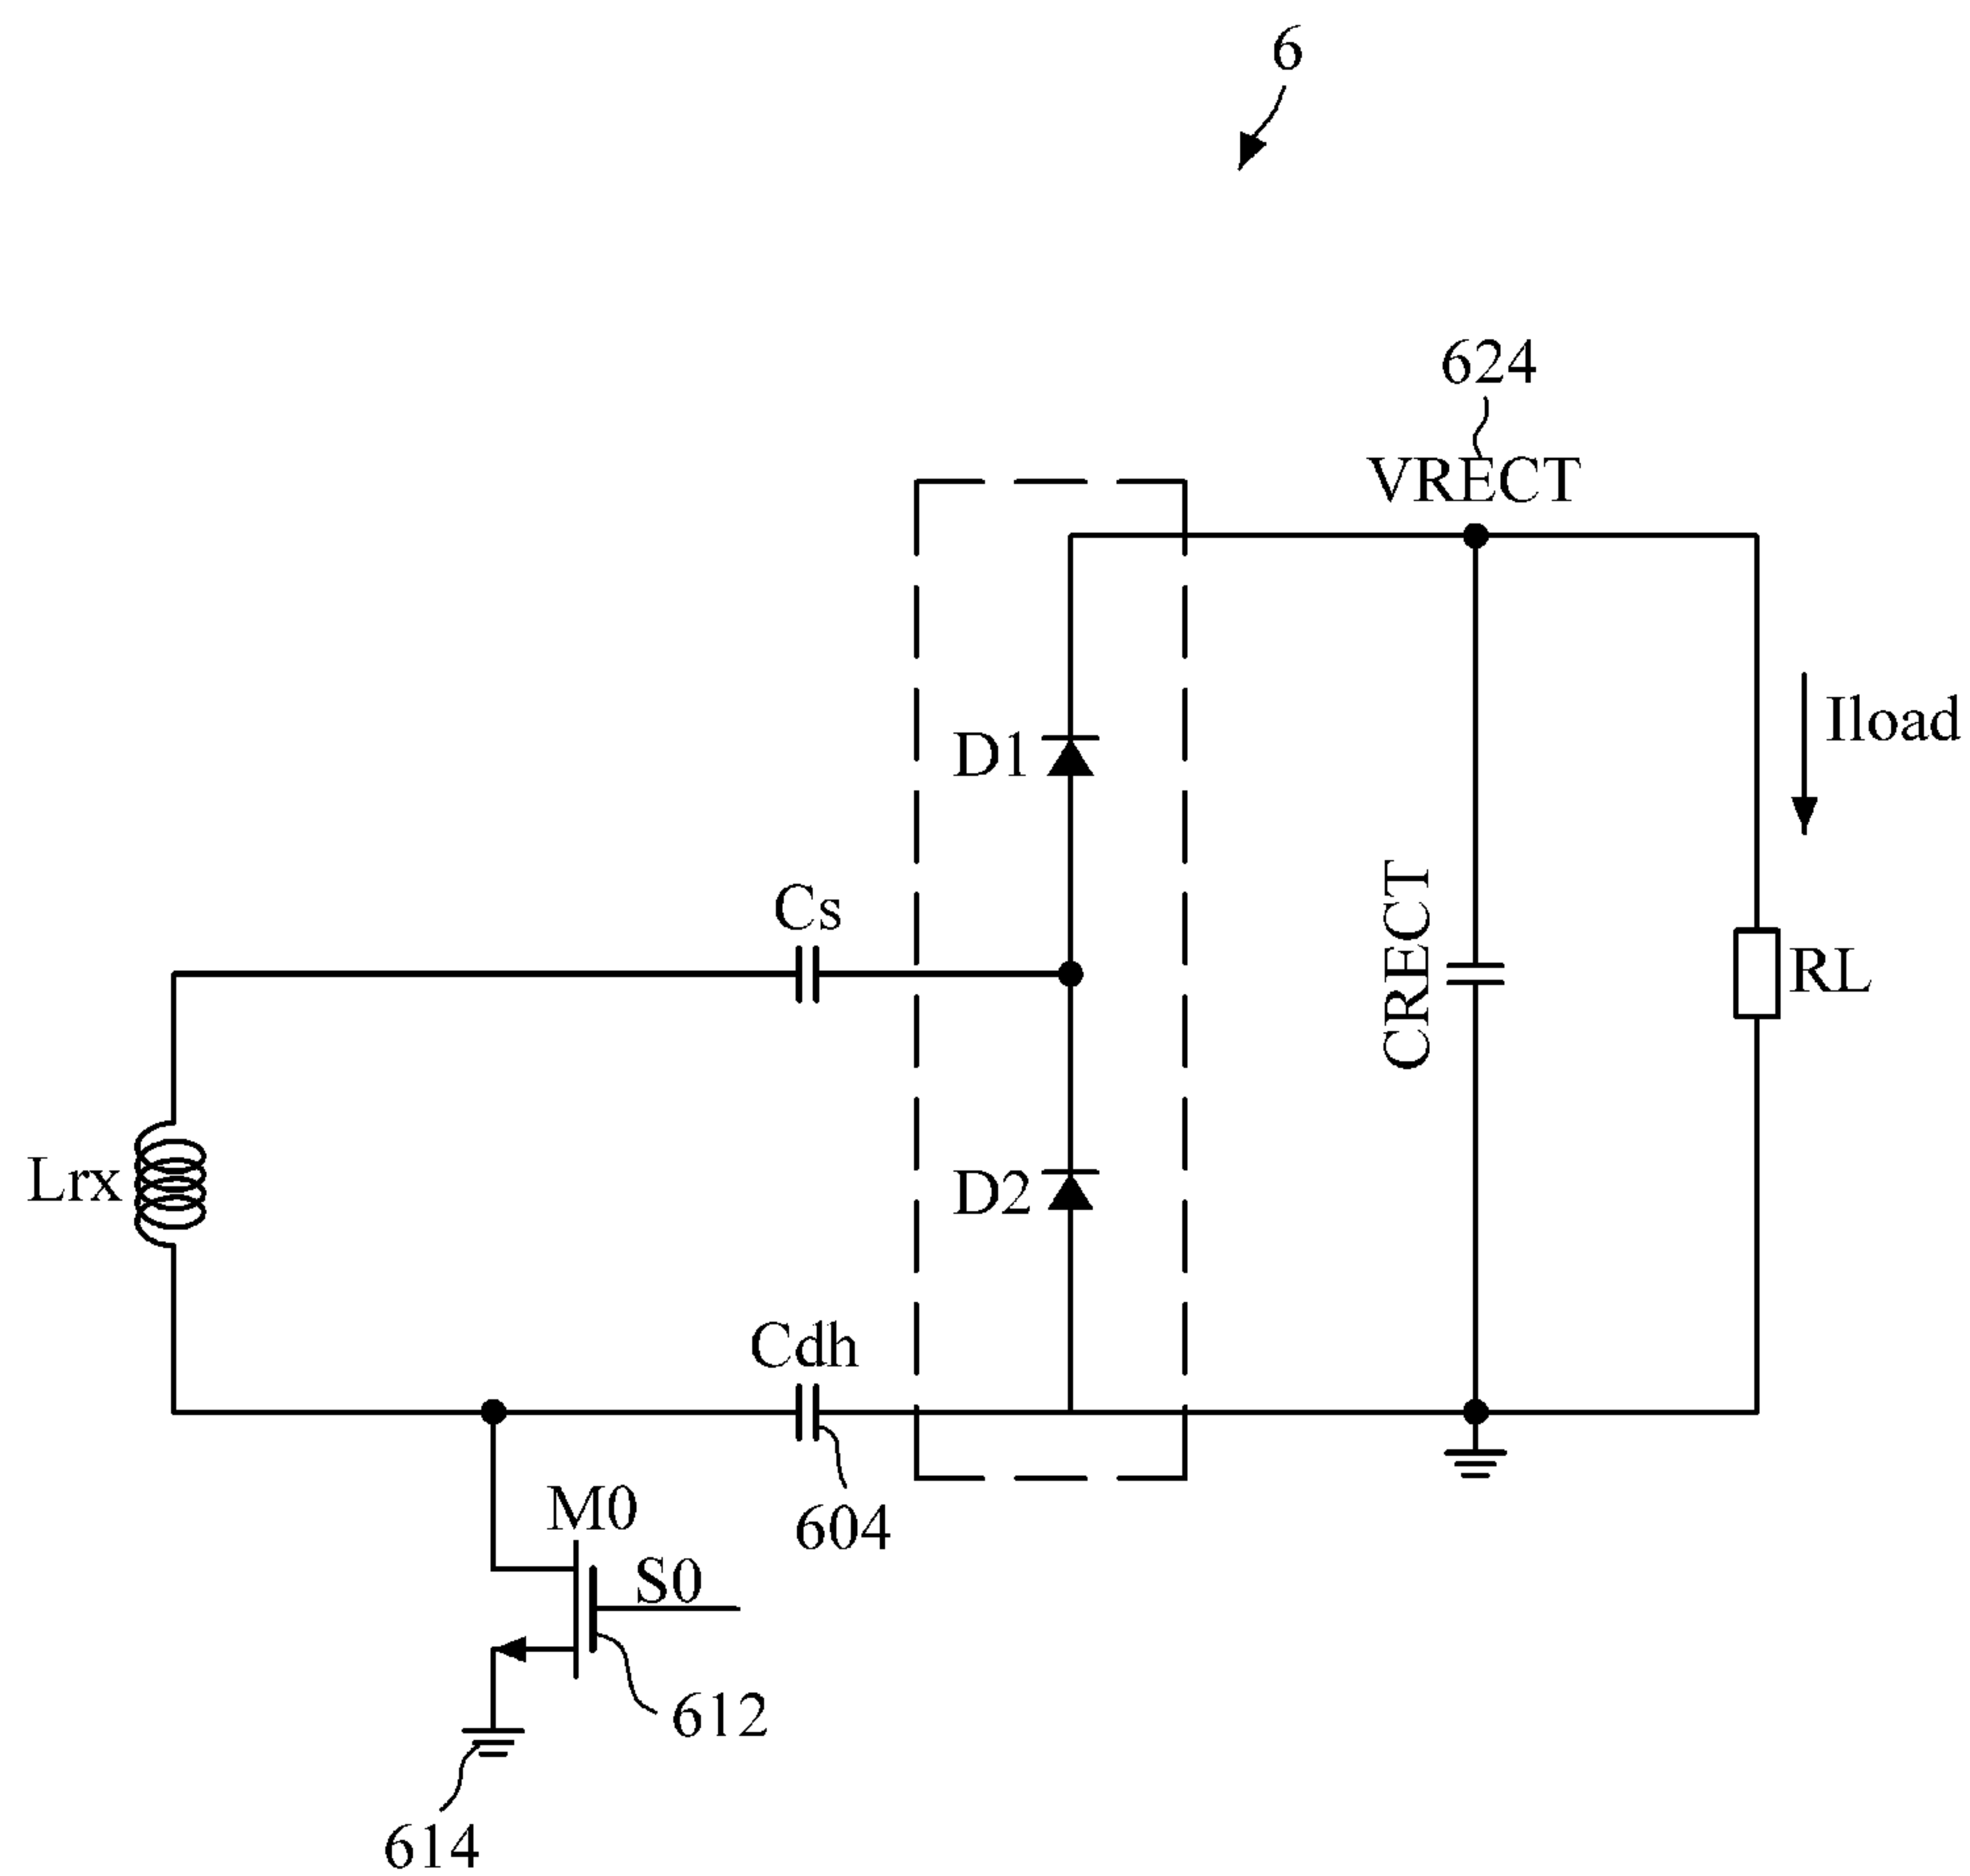 6
624
VRECT
D1
Iload
Cs
CRECT
RL
Lrx
D2
Cdh
604
M0
S0
612
614